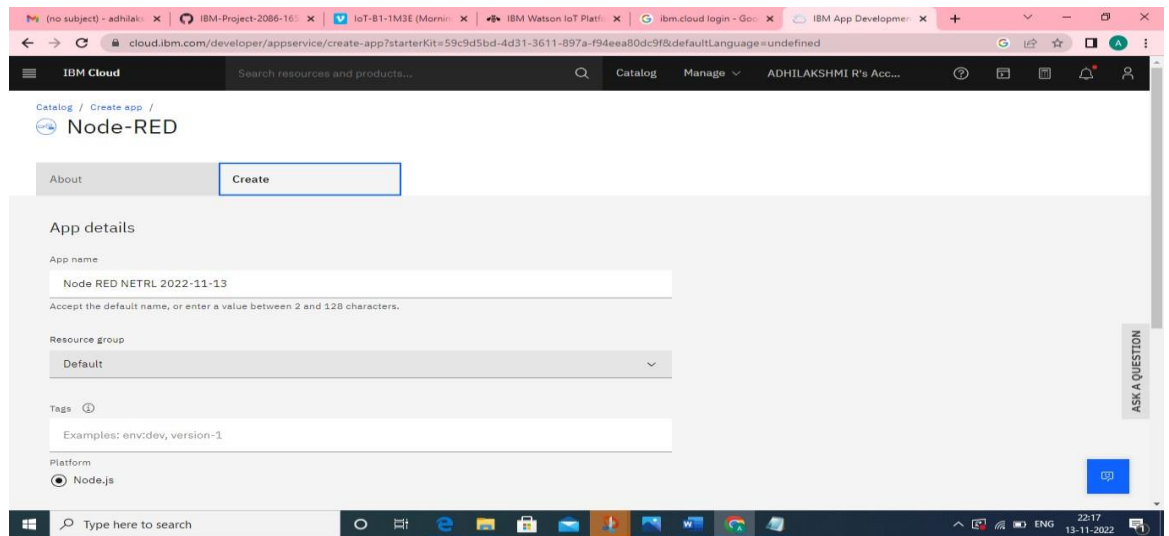 (no subject) - adhilaks
IBM-Project-2086-165
IoT-B1-1M3E (Mornin
IBM Watson IoT Platf
ibm.cloud login - Goo
IBM App Developmen
cloud.ibm.com/developer/appservice/create-app?starterKit=59c9d5bd-4d31-3611-897a-f94eea80dc9f&defaultLanguage=undefined
IBM Cloud
Search resources and products...
Catalog
Manage
ADHILAKSHMI R's Acc...
Catalog / Create app /
Node-RED
About
Create
App details
App name
Node RED NETRL 2022-11-13
Accept the default name, or enter a value between 2 and 128 characters.
Resource group
Default
Tags
Examples: env:dev, version-1
Platform
Node.js
ASK A QUESTION
Type here to search
ENG
22:17
13-11-2022